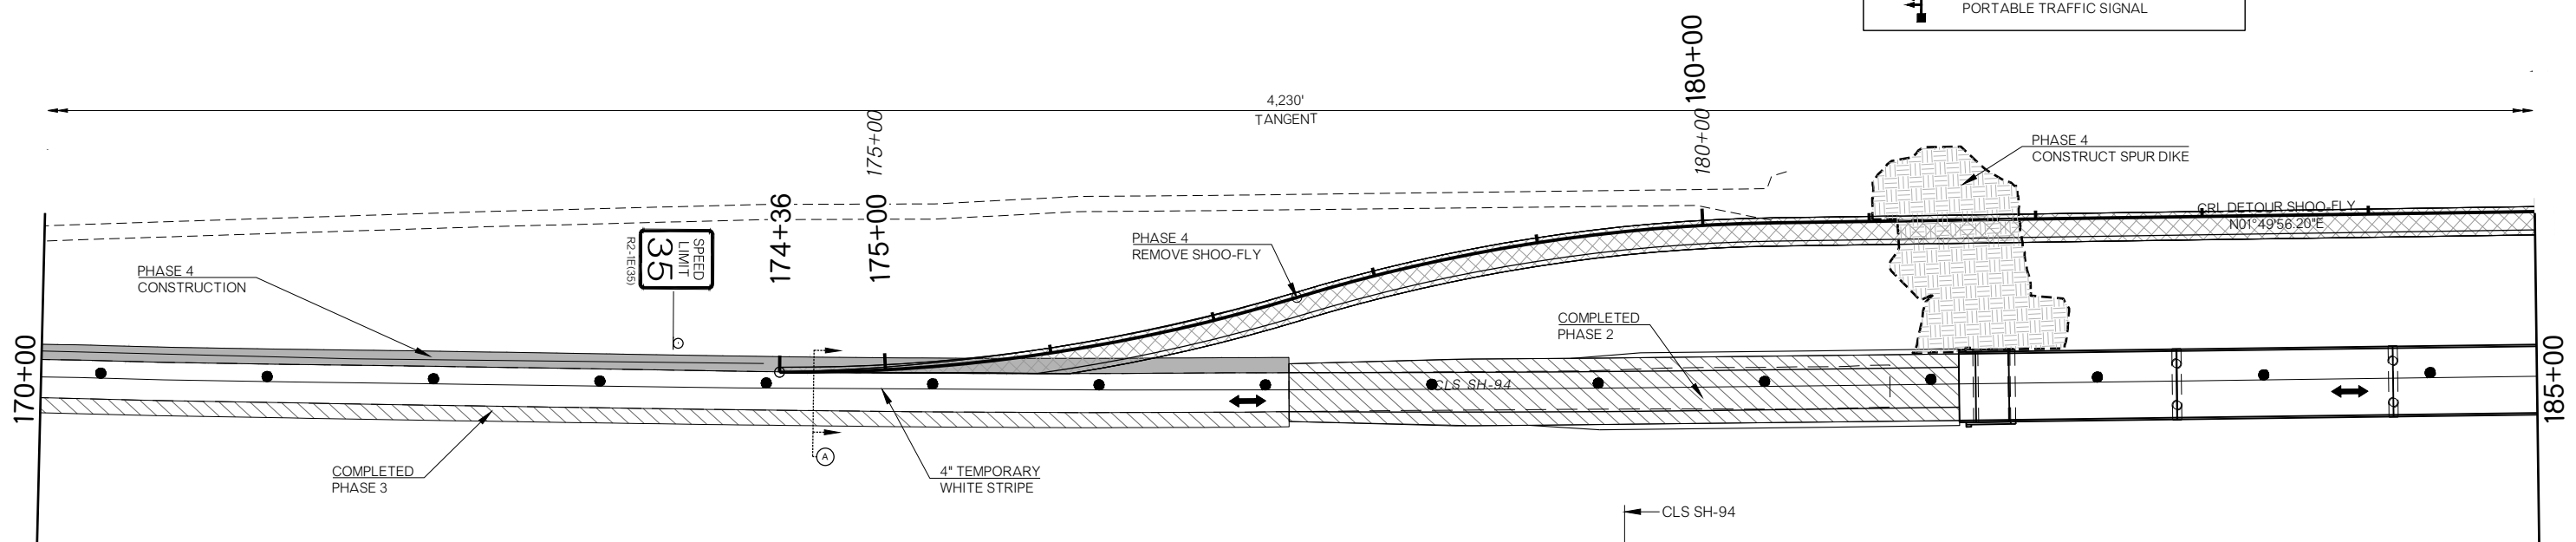 PORTABLE TRAFFIC SIGNAL
180+00
4,230'
TANGENT
175+00
180+00
PHASE 4
CONSTRUCT SPUR DIKE
174+36
175+00
SPEED
LIMIT
35
R2-1E(35)
PHASE 4
REMOVE SHOO-FLY
CRL DETOUR SHOO-FLY
N01°49'56.20"E
PHASE 4
CONSTRUCTION
COMPLETED
PHASE 2
170+00
185+00
CLS SH-94
A
COMPLETED
PHASE 3
4" TEMPORARY
WHITE STRIPE
CLS SH-94